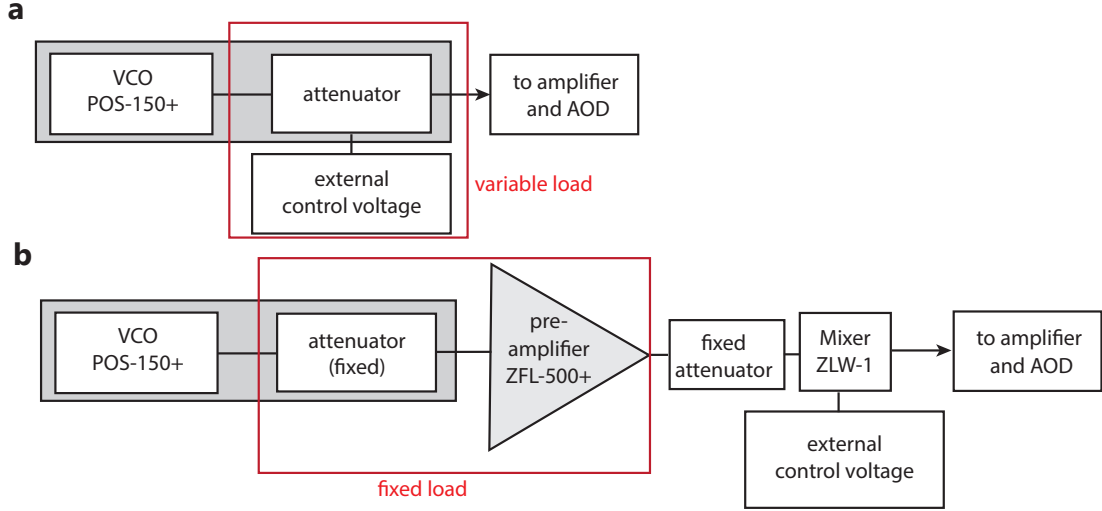 a
VCO
POS-150+
attenuator
to amplifier
and AOD
external
control voltage
variable load
b
VCO
POS-150+
attenuator
(fixed)
pre-
amplifier
ZFL-500+
fixed
attenuator
Mixer
ZLW-1
to amplifier
and AOD
external
control voltage
fixed load